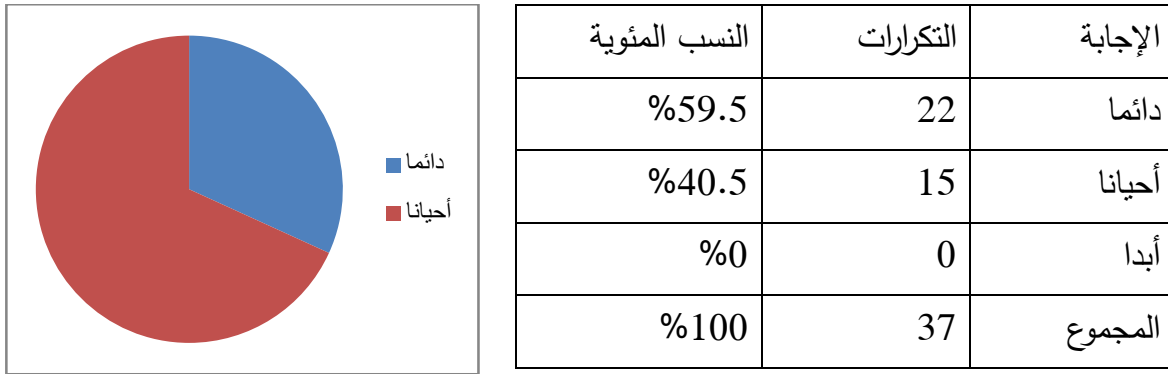 الإجابة التكرارات النسب المئوية
دائما 22 %59.5
أحيانا 15 %40.5
أبدا 0 %0
المجموع 37 %100
دائما
أحيانا